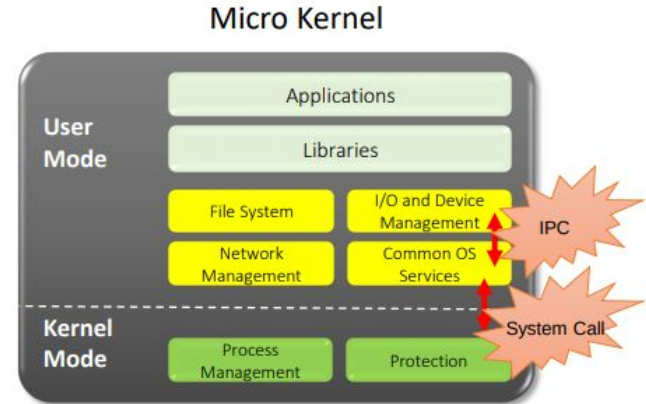 Micro Kernel
User
Mode
Applications
Libraries
File System
I/O and Device
Management
Network
Management
Common OS
Services
IPC
System Call
Kernel
Mode
Process
Management
Protection